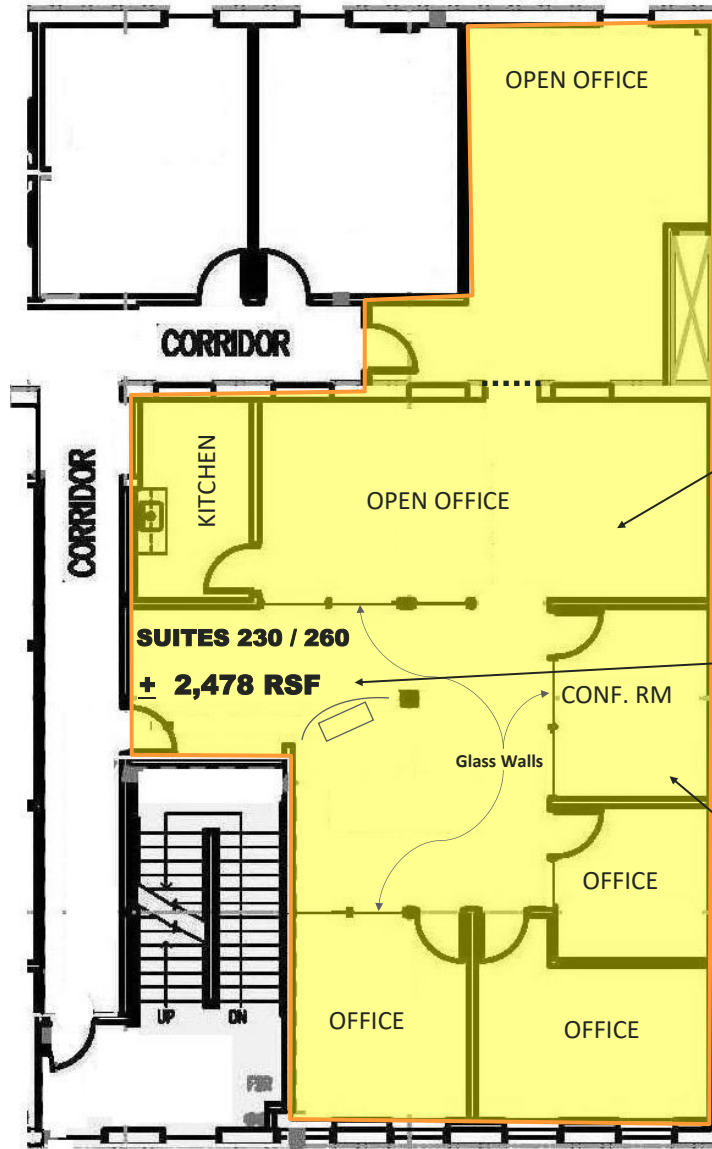 OPEN OFFICE
CORRIDOR
KITCHEN
OPEN OFFICE
CORRIDOR
SUITES 230 / 260
± 2,478 RSF
CONF. RM
Glass Walls
OFFICE
UP
DN
OFFICE
OFFICE